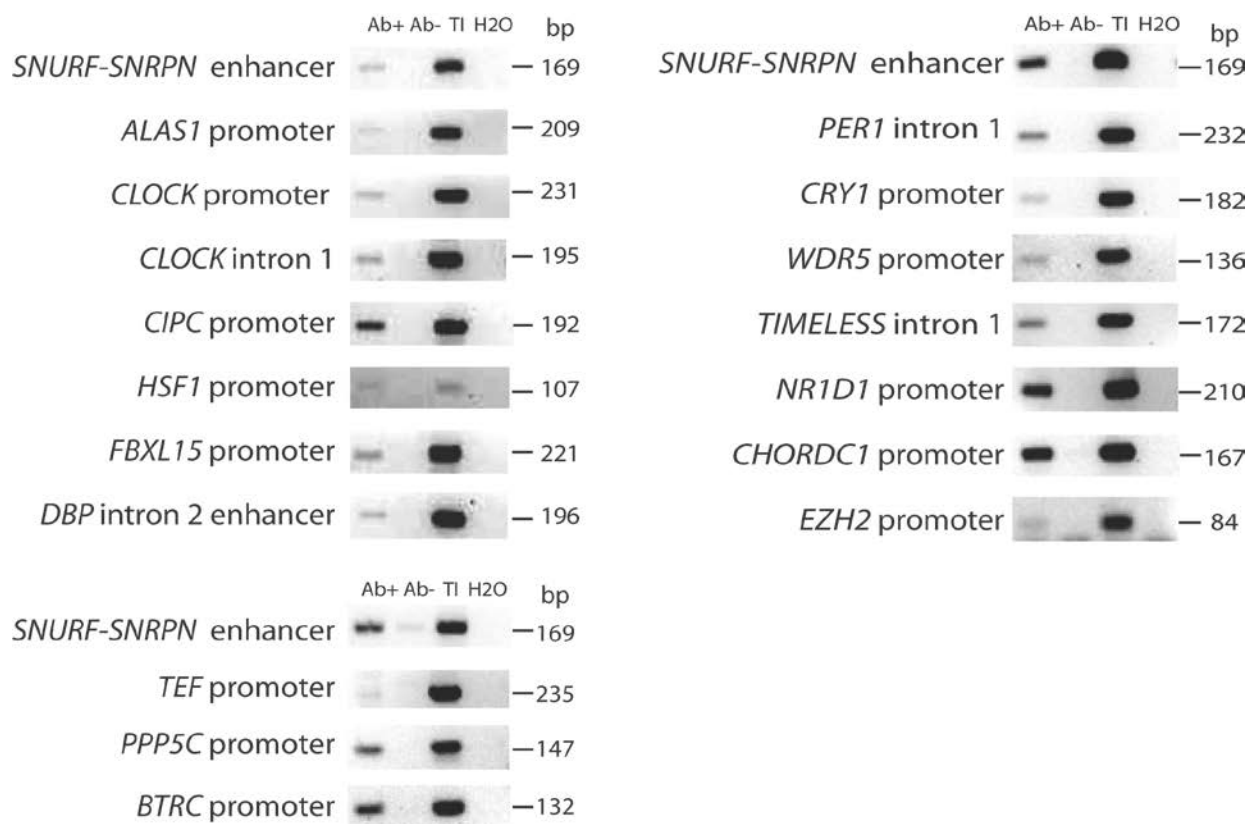 Ab+ Ab- TI H2O bp
SNURF-SNRPN enhancer 169
ALAS1 promoter 209
CLOCK promoter 231
CLOCK intron 1 195
CIPC promoter 192
HSF1 promoter 107
FBXL15 promoter 221
DBP intron 2 enhancer 196
Ab+ Ab- TI H2O bp
SNURF-SNRPN enhancer 169
TEF promoter 235
PPP5C promoter 147
BTRC promoter 132
Ab+ Ab- TI H2O bp
SNURF-SNRPN enhancer 169
PER1 intron 1 232
CRY1 promoter 182
WDR5 promoter 136
TIMELESS intron 1 172
NR1D1 promoter 210
CHORDC1 promoter 167
EZH2 promoter 84